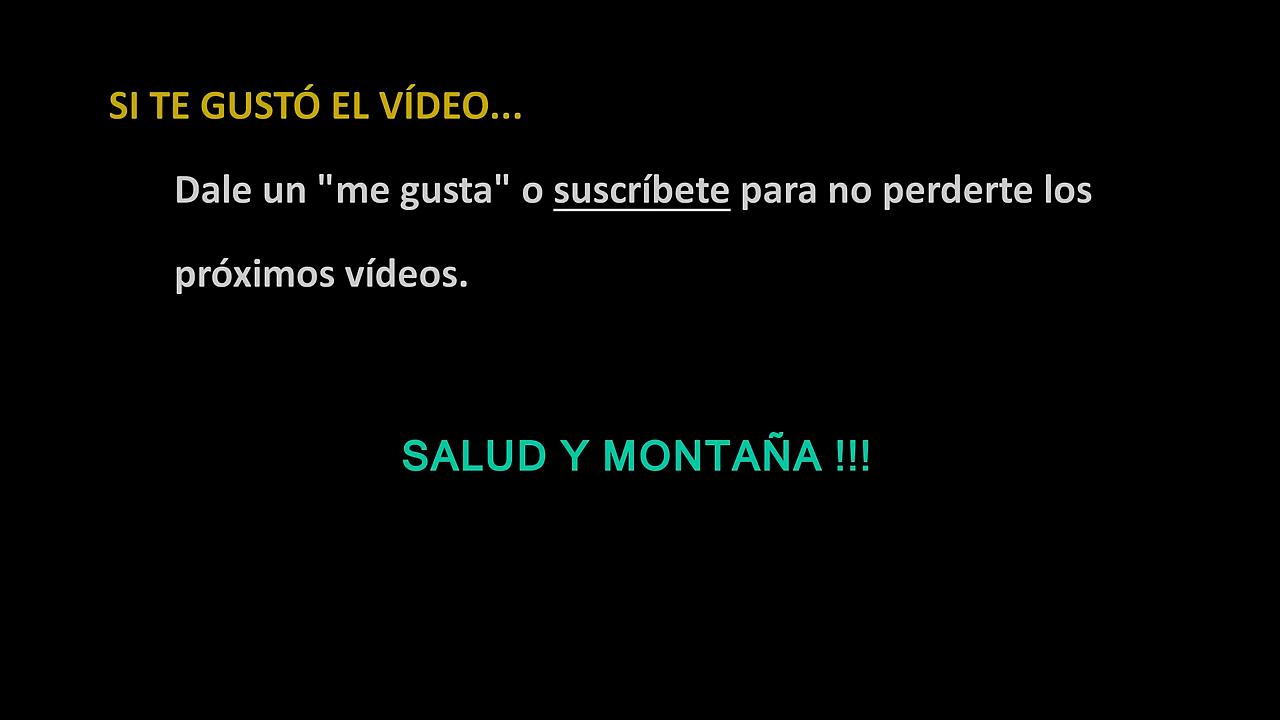 SI TE GUSTÓ EL VÍDEO...
Dale un "me gusta" o suscríbete para no perderte los
próximos vídeos.
SALUD Y MONTAÑA !!!